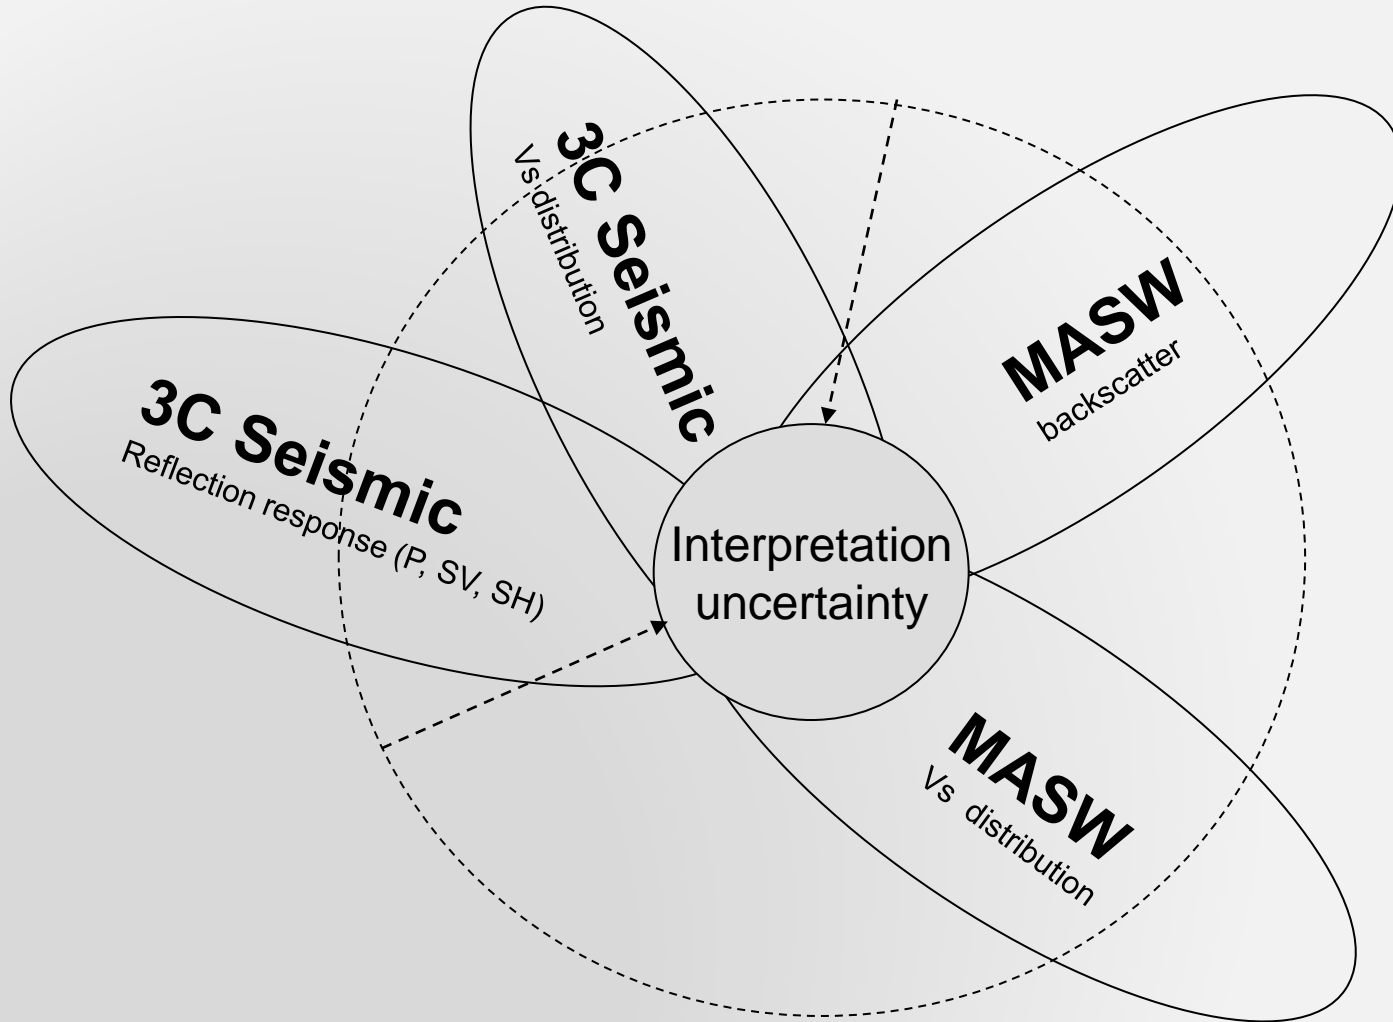 3C Seismic
Vs distribution
MASW
backscatter
3C Seismic
Reflection response (P, SV, SH)
Interpretation
uncertainty
MASW
Vs distribution